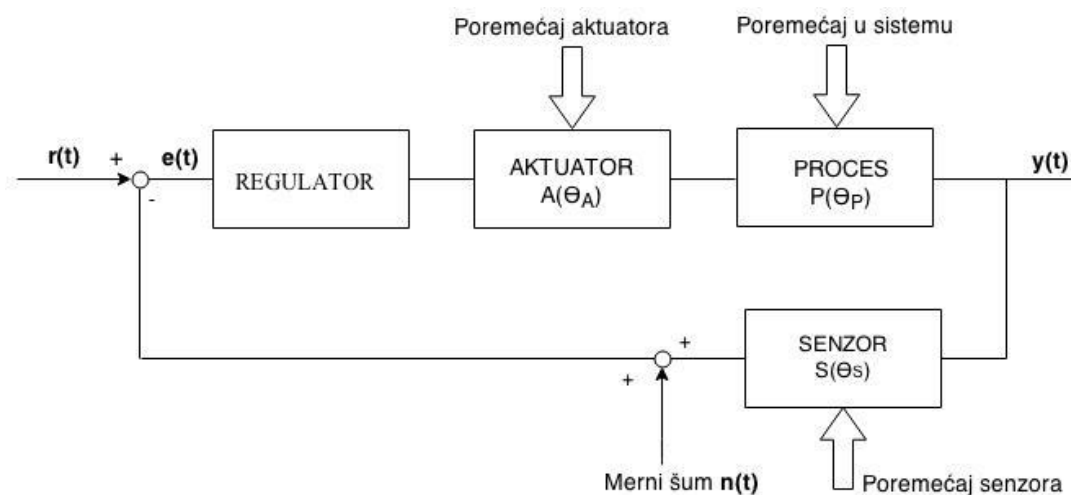 Poremećaj aktuatora
Poremećaj u sistemu
r(t)
+
-
e(t)
REGULATOR
AKTUATOR
A(ΘA)
PROCES
P(ΘP)
y(t)
SENZOR
S(Θs)
+
+
Merni šum n(t)
Poremećaj senzora